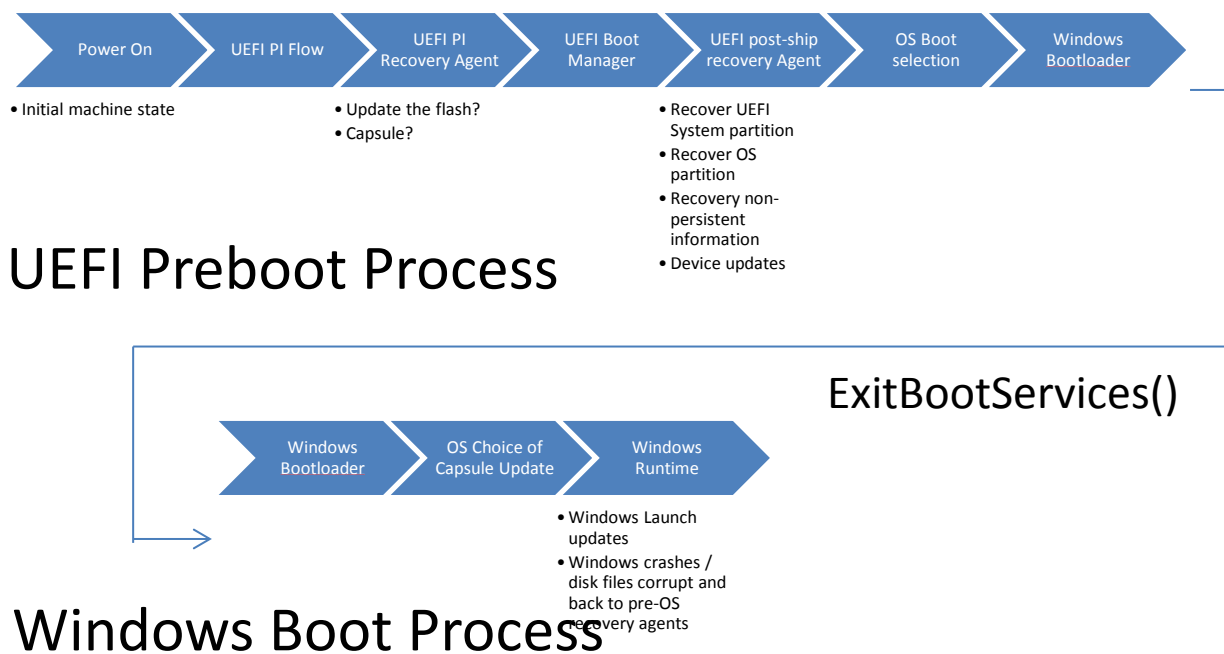 Power On
UEFI PI Flow
UEFI PI
Recovery Agent
UEFI Boot
Manager
UEFI post-ship
recovery Agent
OS Boot
selection
Windows
Bootloader
• Initial machine state
• Update the flash?
• Capsule?
• Recover UEFI
System partition
• Recover OS
partition
• Recovery non-
persistent
information
• Device updates
UEFI Preboot Process
ExitBootServices()
Windows
Bootloader
OS Choice of
Capsule Update
Windows
Runtime
• Windows Launch
updates
• Windows crashes /
disk files corrupt and
back to pre-OS
recovery agents
Windows Boot Process